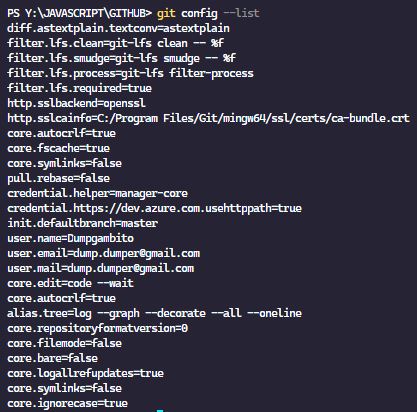 PS Y:\JAVASCRIPT\GITHUB> git config --list
diff.astextplain.textconv=astextplain
filter.lfs.clean=git-lfs clean -- %f
filter.lfs.smudge=git-lfs smudge -- %f
filter.lfs.process=git-lfs filter-process
filter.lfs.required=true
http.sslbackend=openssl
http.sslcainfo=C:/Program Files/Git/mingw64/ssl/certs/ca-bundle.crt
core.autocrlf=true
core.fscache=true
core.symlinks=false
pull.rebase=false
credential.helper=manager-core
credential.https://dev.azure.com.usehttppath=true
init.defaultbranch=master
user.name=Dumpgambito
user.email=dump.dumper@gmail.com
user.mail=dump.dumper@gmail.com
core.edit=code --wait
core.autocrlf=true
alias.tree=log --graph --decorate --all --oneline
core.repositoryformatversion=0
core.filemode=false
core.bare=false
core.logallrefupdates=true
core.symlinks=false
core.ignorecase=true